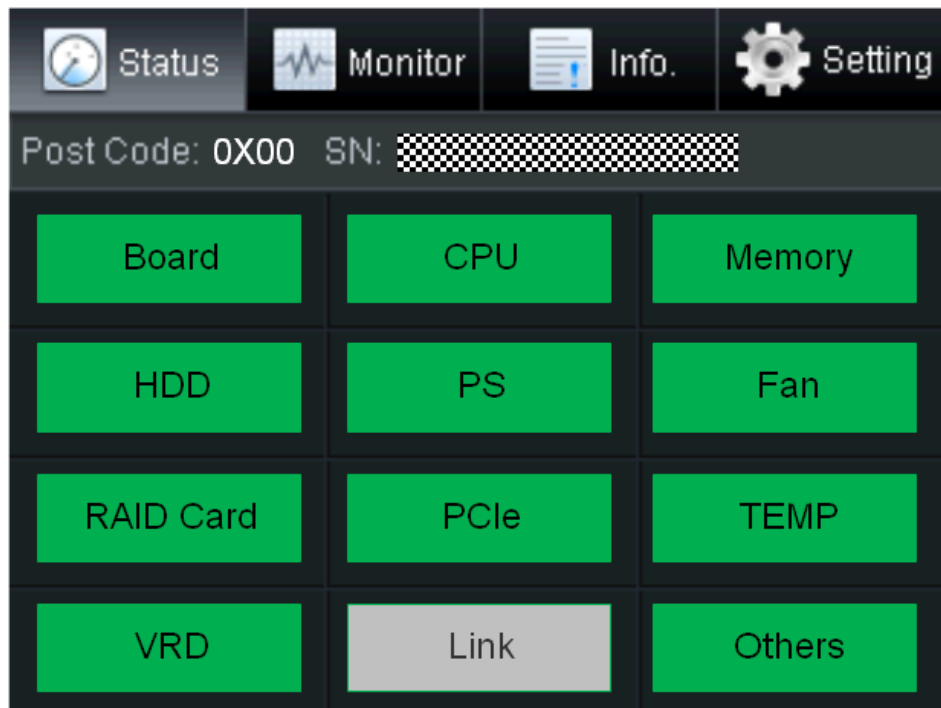 Status Monitor Info. Setting
Post Code: 0X00 SN:
Board CPU Memory
HDD PS Fan
RAID Card PCIe TEMP
VRD Link Others